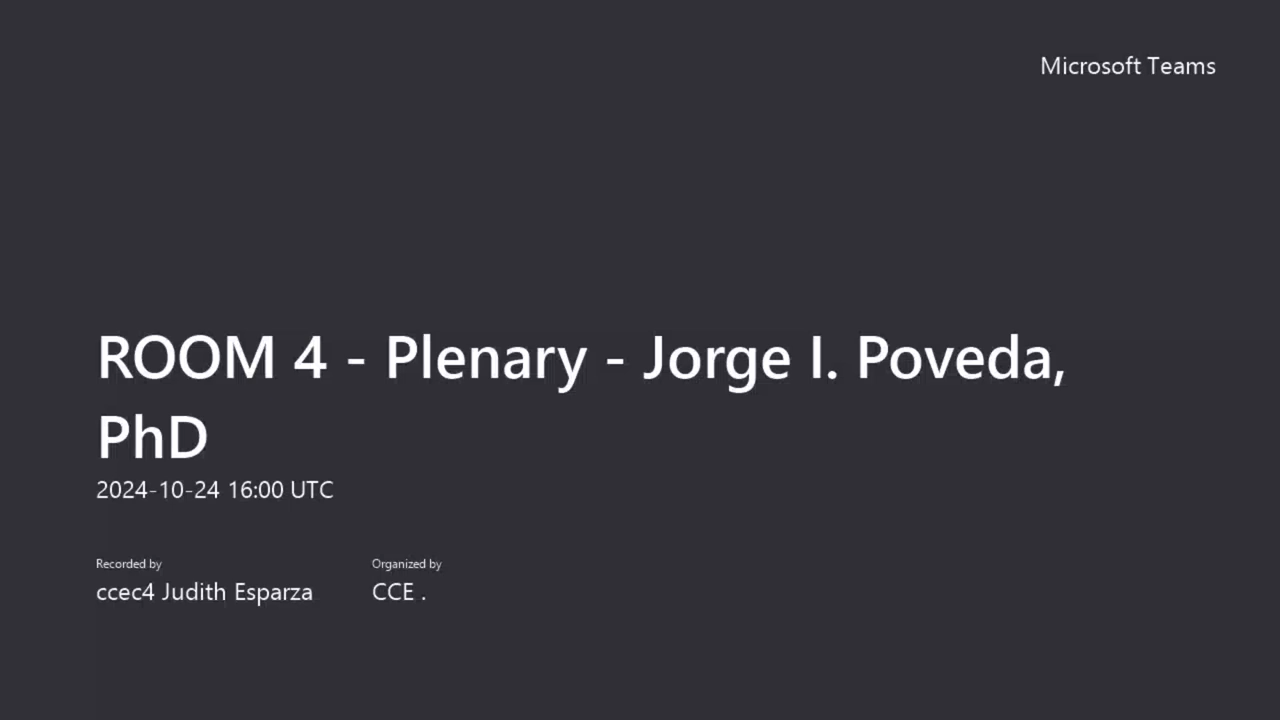 Microsoft Teams
ROOM 4 - Plenary - Jorge I. Poveda,
PhD
2024-10-24 16:00 UTC
Recorded by
ccec4 Judith Esparza
Organized by
CCE .